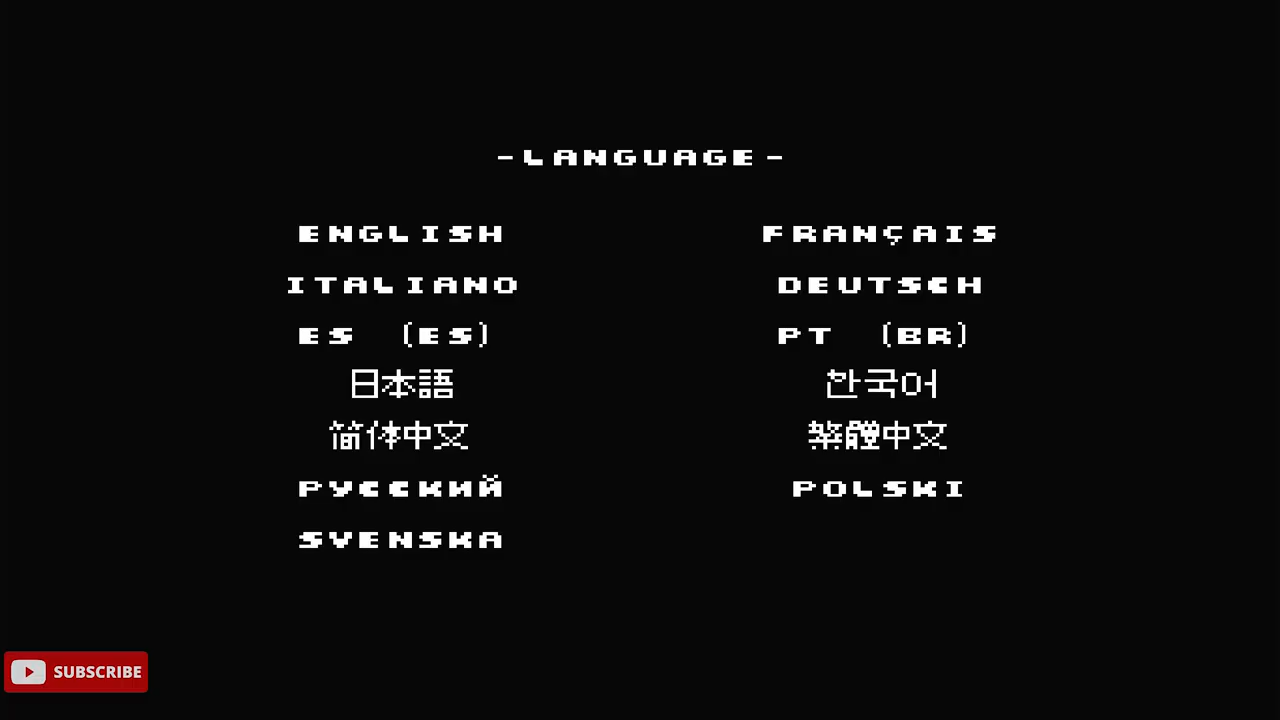 -LANGUAGE-
ENGLISH FRANÇAIS
ITALIANO DEUTSCH
ES (ES) PT (BR)
日本語 한국어
简体中文 繁體中文
РУССКИЙ POLSKI
SVENSKA
SUBSCRIBE